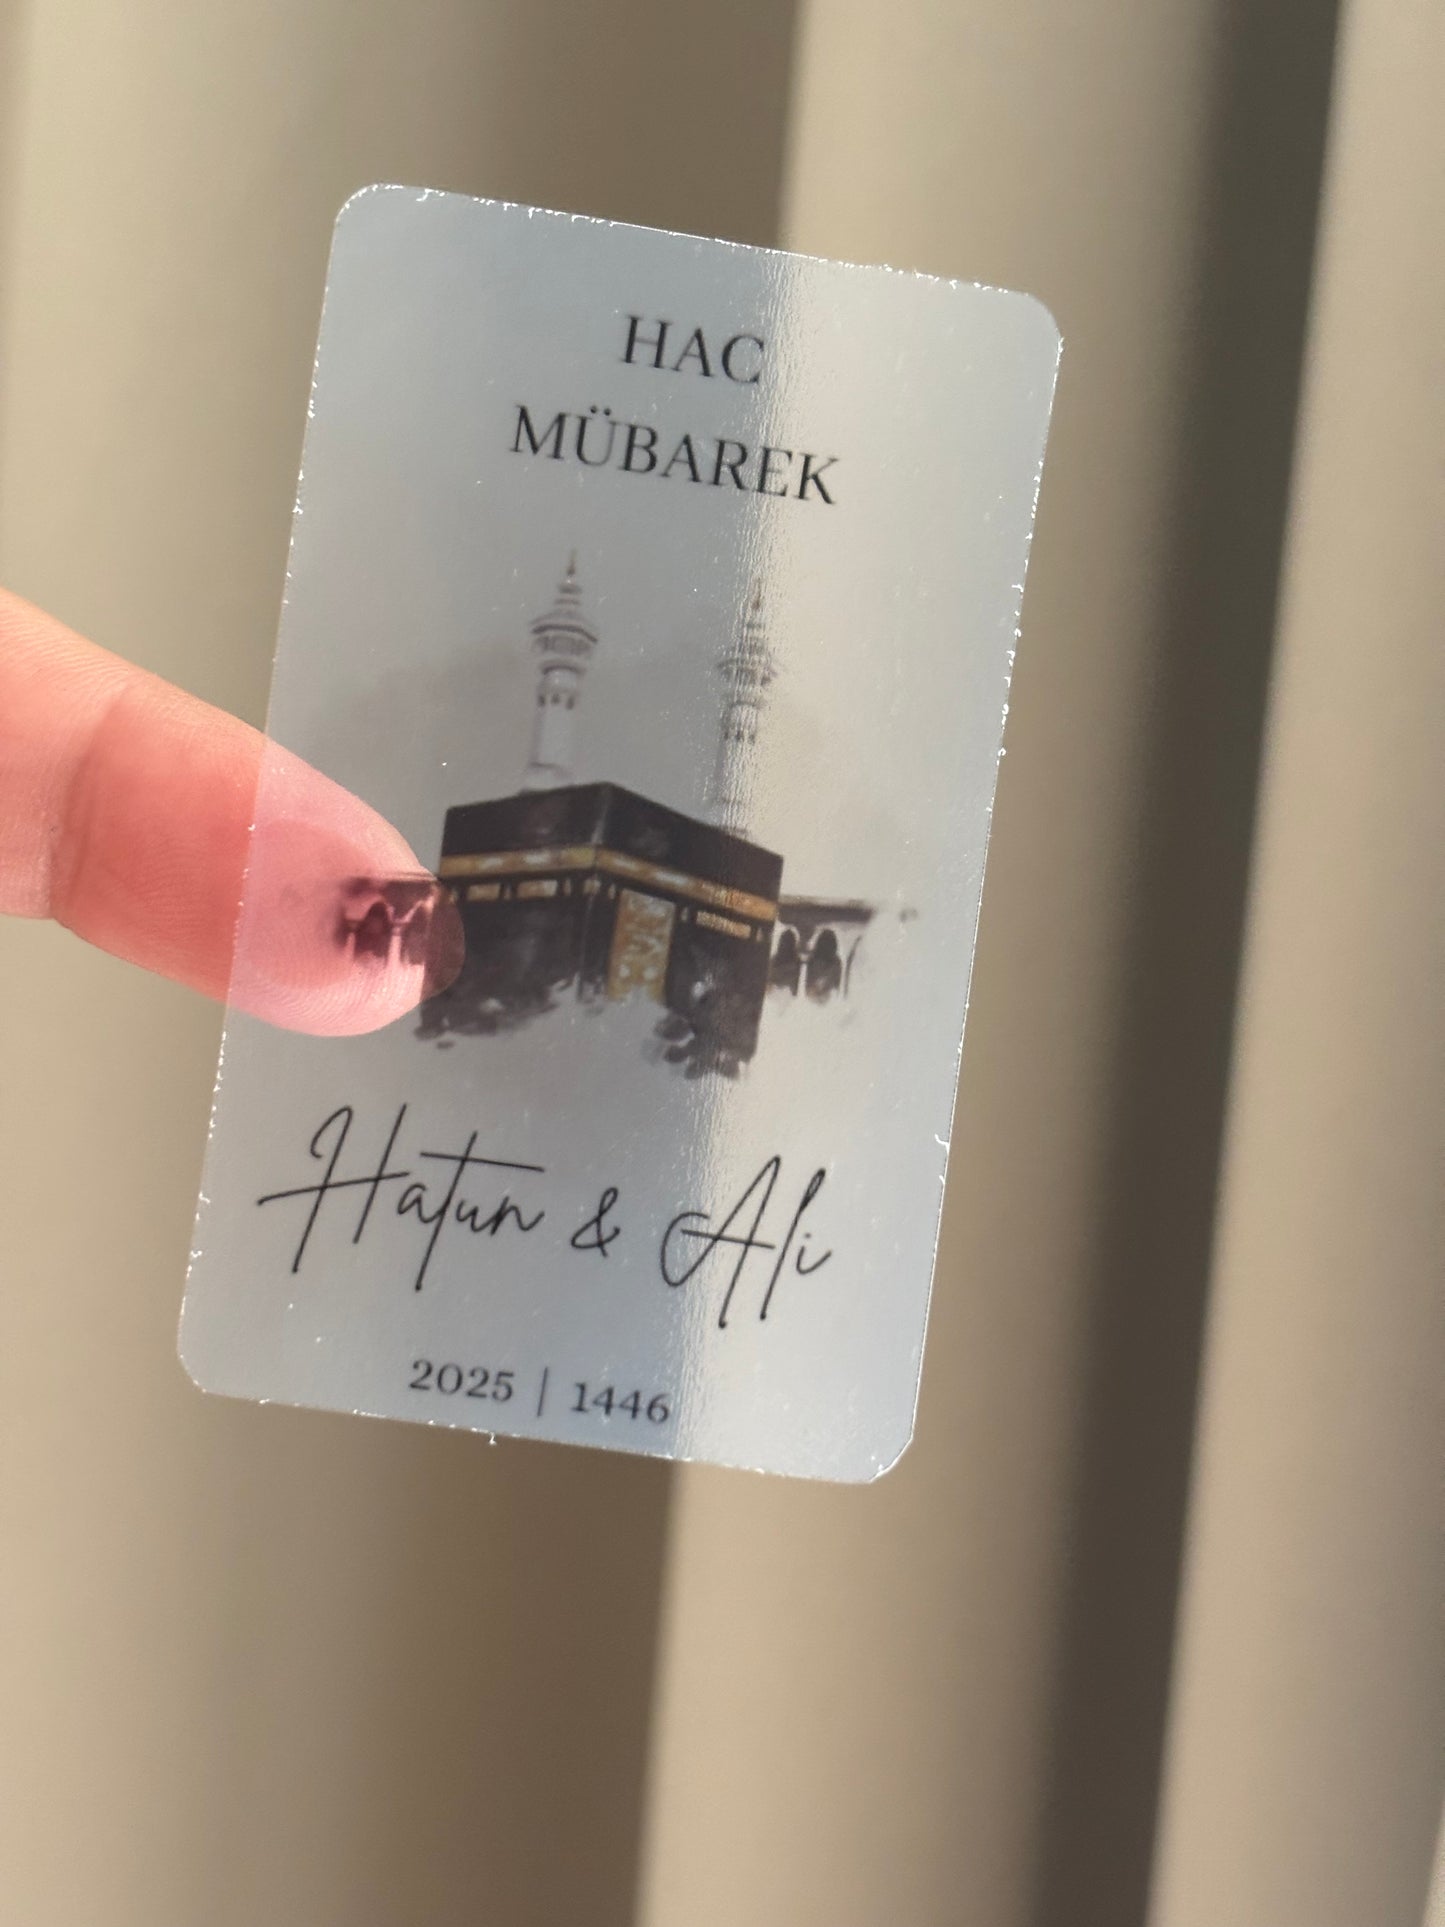 HAC
MÜBAREK
Hatun & Ali
2025 | 1446